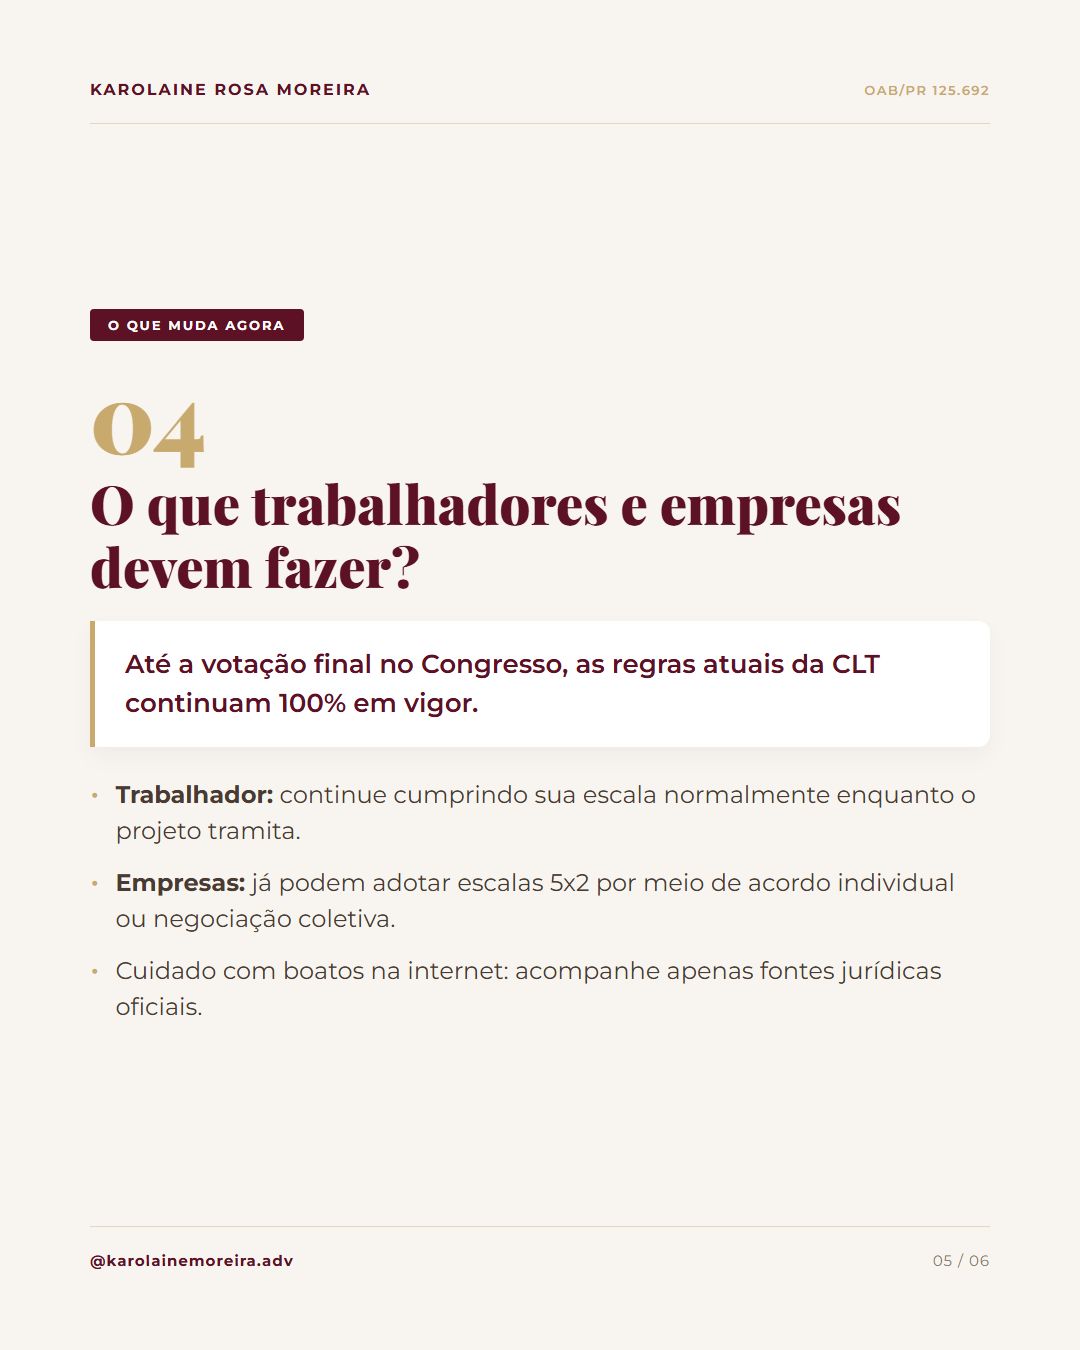 KAROLAINE ROSA MOREIRA
OAB/PR 125.692
O QUE MUDA AGORA
04
O que trabalhadores e empresas
devem fazer?
Até a votação final no Congresso, as regras atuais da CLT
continuam 100% em vigor.
• Trabalhador: continue cumprindo sua escala normalmente enquanto o
projeto tramita.
• Empresas: já podem adotar escalas 5x2 por meio de acordo individual
ou negociação coletiva.
• Cuidado com boatos na internet: acompanhe apenas fontes jurídicas
oficiais.
@karolainemoreira.adv
05 / 06